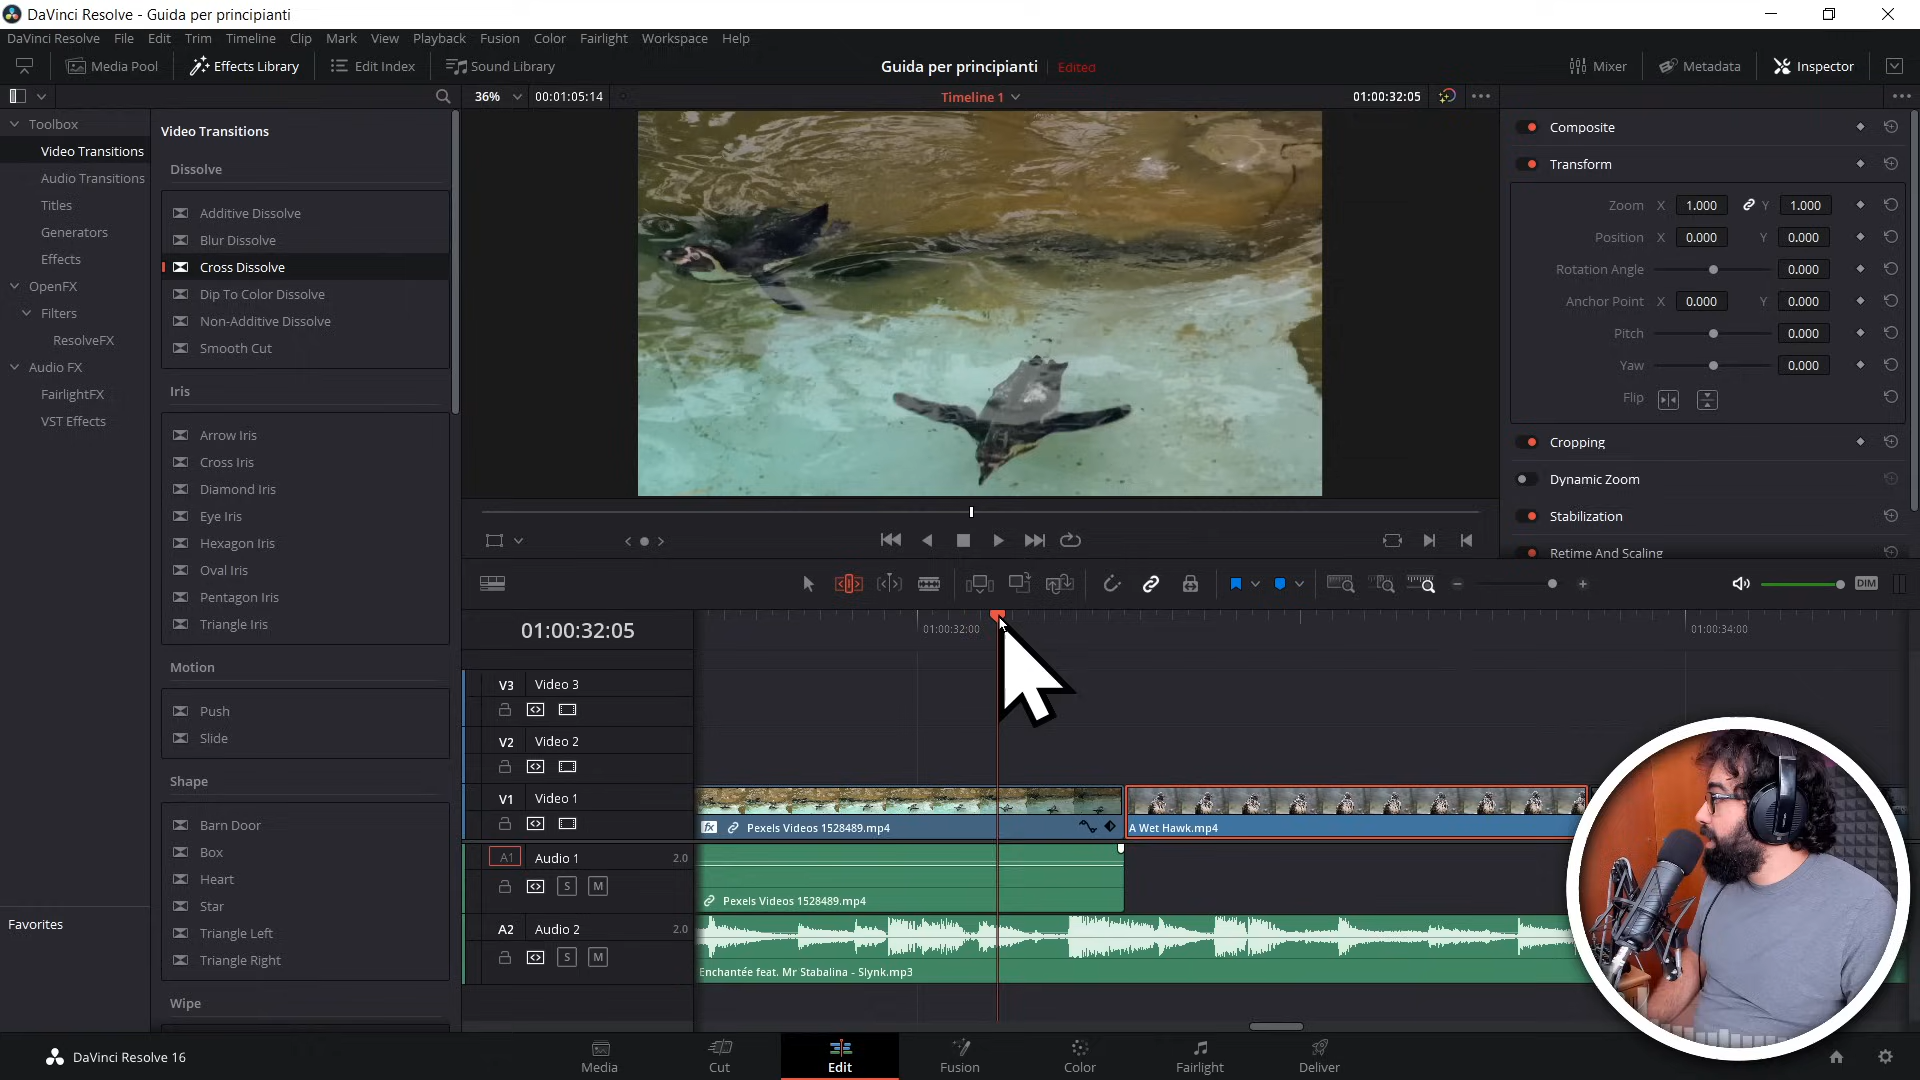 DaVinci Resolve - Guida per principianti
DaVinci Resolve File Edit Trim Timeline Clip Mark View Playback Fusion Color Fairlight Workspace Help
Media Pool Effects Library Edit Index Sound Library Guida per principianti Edited Mixer Metadata Inspector
36% 00:01:05:14 Timeline 1 01:00:32:05
Toolbox
Video Transitions
Audio Transitions
Titles
Generators
Effects
OpenFX
Filters
ResolveFX
Audio FX
FairlightFX
VST Effects
Favorites
Video Transitions
Dissolve
Additive Dissolve
Blur Dissolve
Cross Dissolve
Dip To Color Dissolve
Non-Additive Dissolve
Smooth Cut
Iris
Arrow Iris
Cross Iris
Diamond Iris
Eye Iris
Hexagon Iris
Oval Iris
Pentagon Iris
Triangle Iris
Motion
Push
Slide
Shape
Barn Door
Box
Heart
Star
Triangle Left
Triangle Right
Wipe
Composite
Transform
Zoom X 1.000 Y 1.000
Position X 0.000 Y 0.000
Rotation Angle 0.000
Anchor Point X 0.000 Y 0.000
Pitch 0.000
Yaw 0.000
Flip
Cropping
Dynamic Zoom
Stabilization
Retime And Scaling
DIM
01:00:32:05 01:00:32:00 01:00:34:00
V3 Video 3
V2 Video 2
V1 Video 1
fx Pexels Videos 1528489.mp4 A Wet Hawk.mp4
A1 Audio 1 2.0
S M
Pexels Videos 1528489.mp4
A2 Audio 2 2.0
S M
Enchantée feat. Mr Stabalina - Slynk.mp3
DaVinci Resolve 16
Media Cut Edit Fusion Color Fairlight Deliver